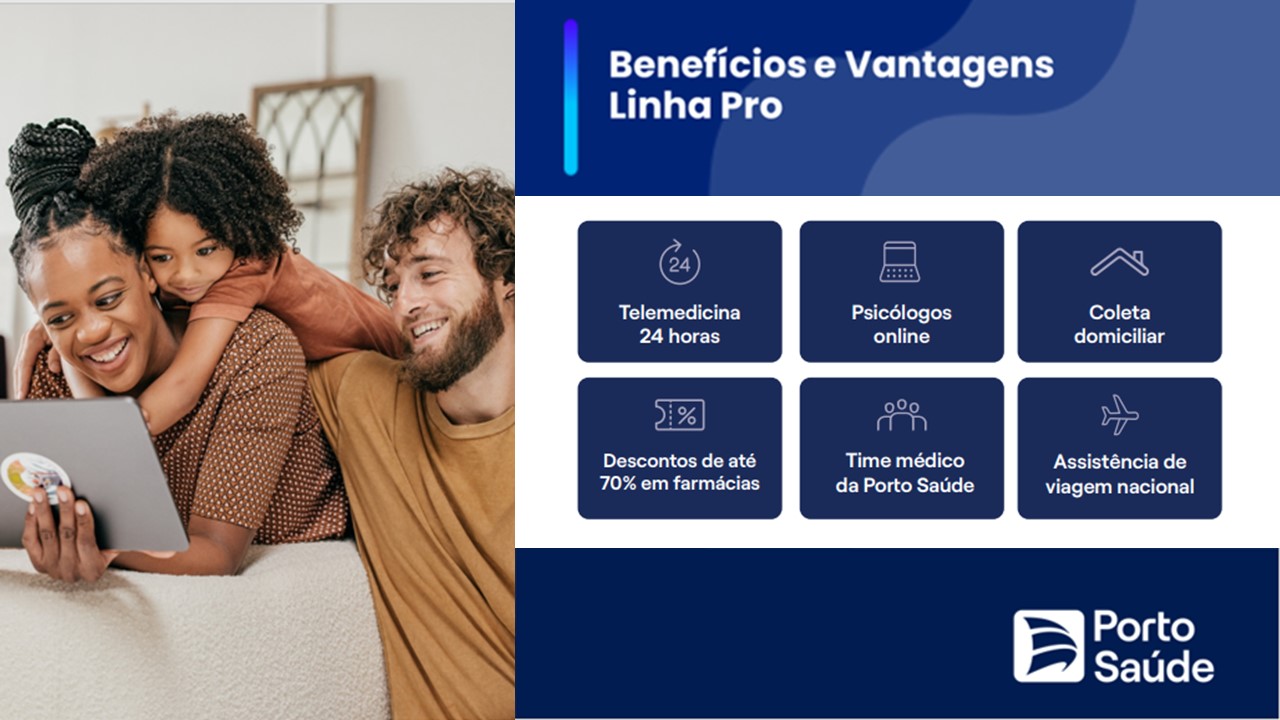 Benefícios e Vantagens
Linha Pro
24
Telemedicina
24 horas
Psicólogos
online
Coleta
domiciliar
%
Descontos de até
70% em farmácias
Time médico
da Porto Saúde
Assistência de
viagem nacional
Porto
Saúde